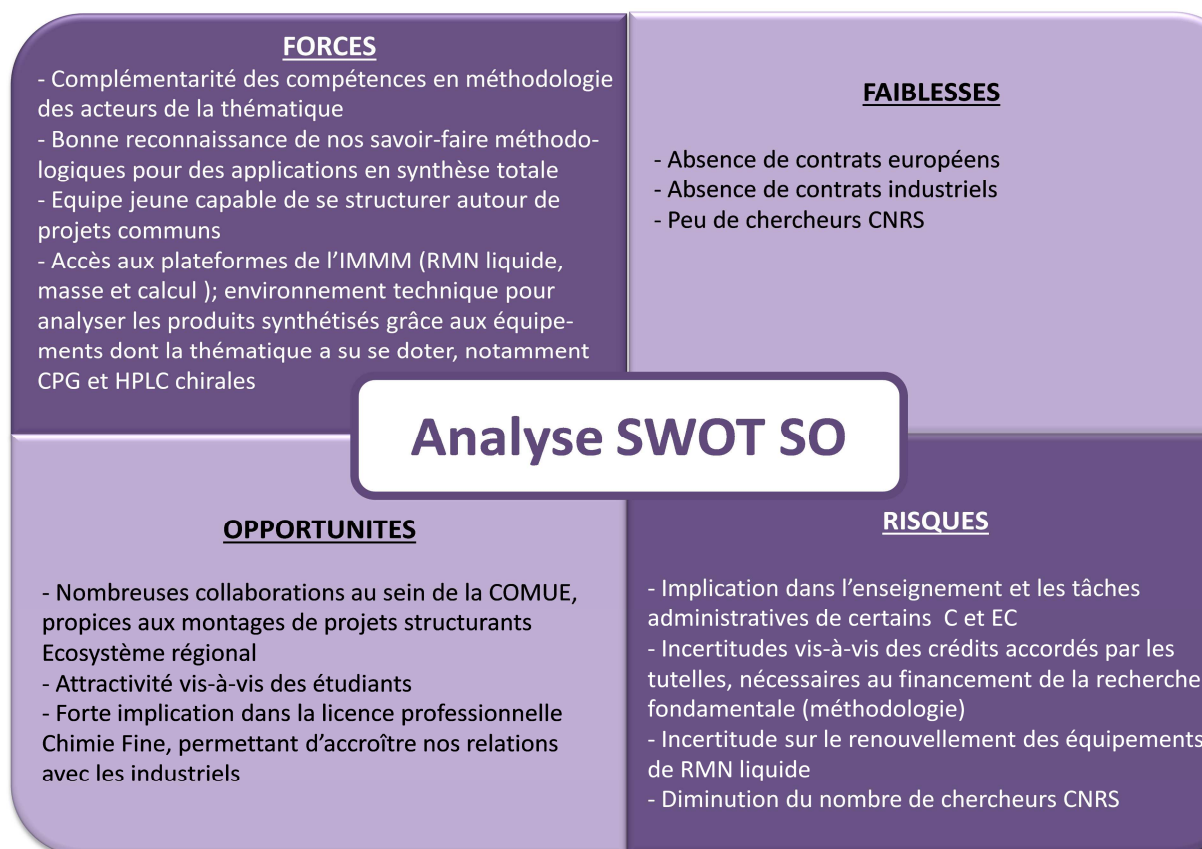 FORCES
- Complémentarité des compétences en méthodologie
des acteurs de la thématique
- Bonne reconnaissance de nos savoir-faire méthodo-
logiques pour des applications en synthèse totale
- Equipe jeune capable de se structurer autour de
projets communs
- Accès aux plateformes de l’IMMM (RMN liquide,
masse et calcul ); environnement technique pour
analyser les produits synthétisés grâce aux équipe-
ments dont la thématique a su se doter, notamment
CPG et HPLC chirales
FAIBLESSES
- Absence de contrats européens
- Absence de contrats industriels
- Peu de chercheurs CNRS
Analyse SWOT SO
OPPORTUNITES
- Nombreuses collaborations au sein de la COMUE,
propices aux montages de projets structurants
Ecosystème régional
- Attractivité vis-à-vis des étudiants
- Forte implication dans la licence professionnelle
Chimie Fine, permettant d’accroître nos relations
avec les industriels
RISQUES
- Implication dans l’enseignement et les tâches
administratives de certains  C et EC
- Incertitudes vis-à-vis des crédits accordés par les
tutelles, nécessaires au financement de la recherche
fondamentale (méthodologie)
- Incertitude sur le renouvellement des équipements
de RMN liquide
- Diminution du nombre de chercheurs CNRS